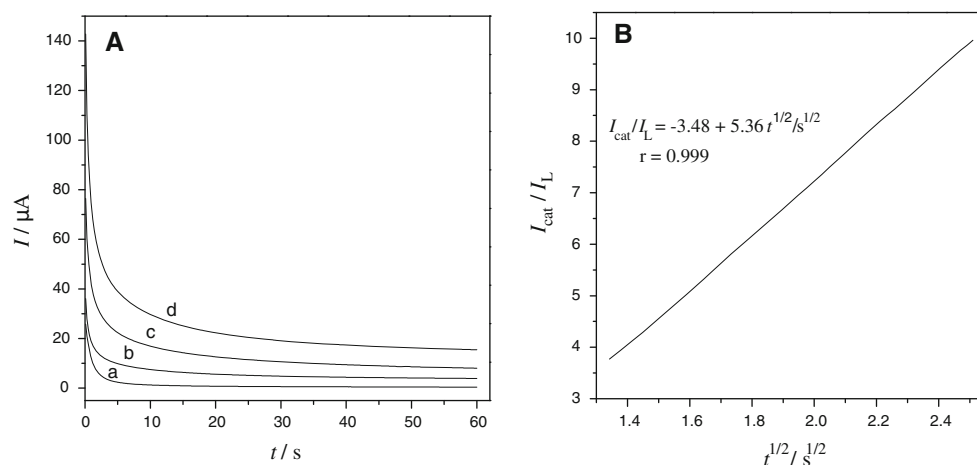 A
140
120
100
80
60
40
20
0
I / µA
d
c
b
a
0 10 20 30 40 50 60
t / s
B
10
9
8
7
6
5
4
3
I_cat / I_L
I_cat/I_L = -3.48 + 5.36 t^1/2/s^1/2
r = 0.999
1.4 1.6 1.8 2.0 2.2 2.4
t^1/2/ s^1/2